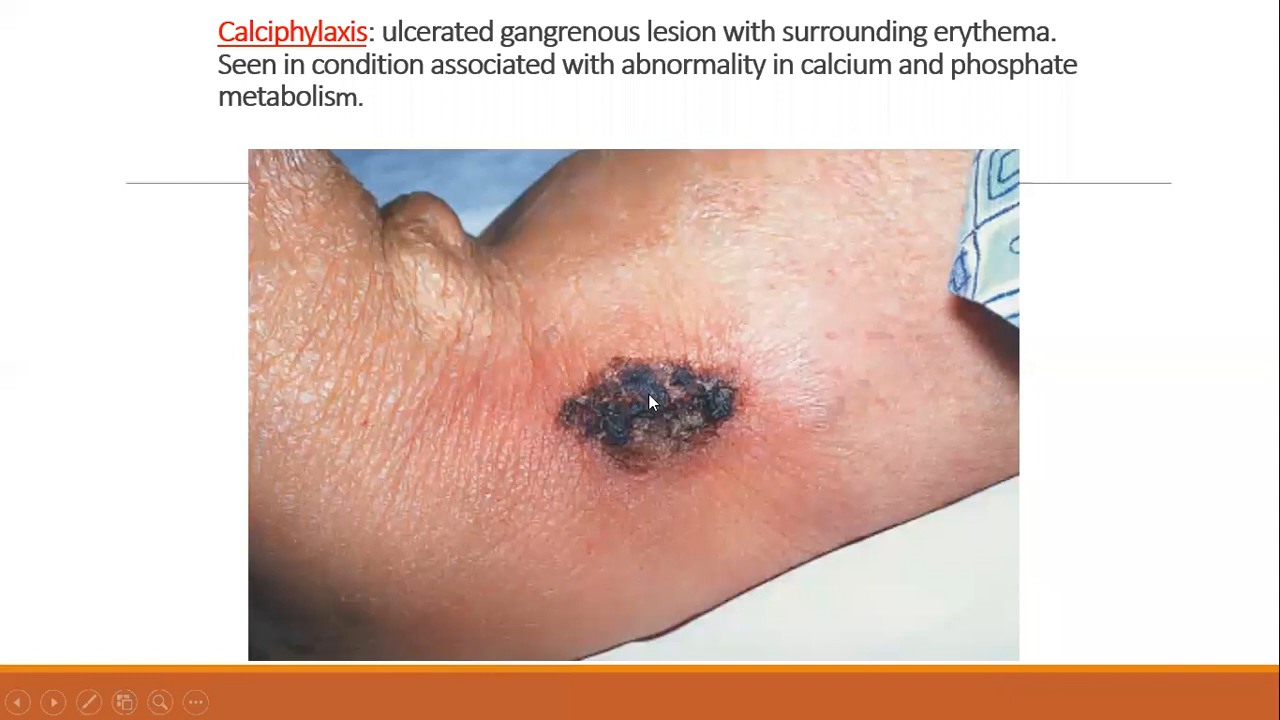 Calciphylaxis: ulcerated gangrenous lesion with surrounding erythema.
Seen in condition associated with abnormality in calcium and phosphate
metabolism.